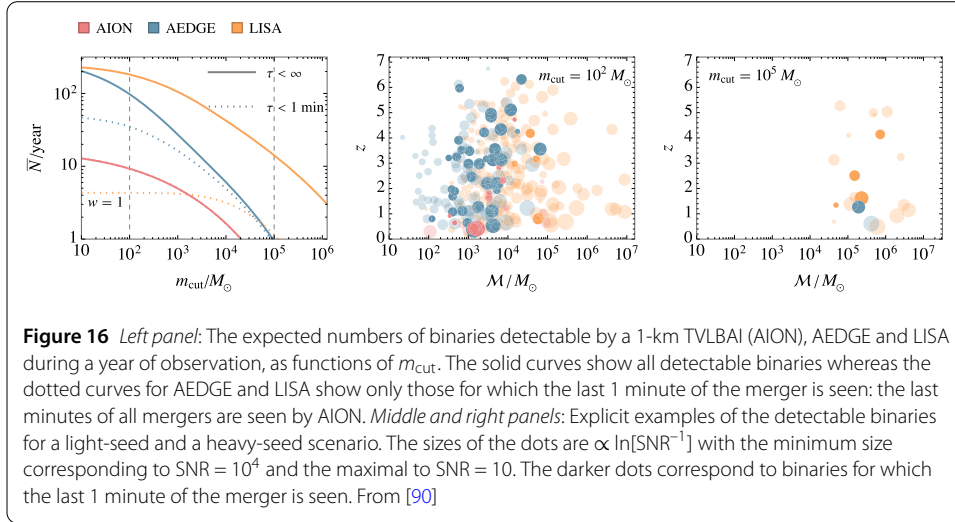 AION AEDGE LISA
τ < ∞
τ < 1 min
w = 1
N̅/year
10²
10
1
10 10² 10³ 10⁴ 10⁵ 10⁶
m_cut/M⊙
m_cut = 10² M⊙
z
7
6
5
4
3
2
1
0
10 10² 10³ 10⁴ 10⁵ 10⁶ 10⁷
ℳ/M⊙
m_cut = 10⁵ M⊙
z
7
6
5
4
3
2
1
0
10 10² 10³ 10⁴ 10⁵ 10⁶ 10⁷
ℳ/M⊙
Figure 16 Left panel: The expected numbers of binaries detectable by a 1-km TVLBAI (AION), AEDGE and LISA
during a year of observation, as functions of m_cut. The solid curves show all detectable binaries whereas the
dotted curves for AEDGE and LISA show only those for which the last 1 minute of the merger is seen: the last
minutes of all mergers are seen by AION. Middle and right panels: Explicit examples of the detectable binaries
for a light-seed and a heavy-seed scenario. The sizes of the dots are ∝ ln[SNR⁻¹] with the minimum size
corresponding to SNR = 10⁴ and the maximal to SNR = 10. The darker dots correspond to binaries for which
the last 1 minute of the merger is seen. From [90]